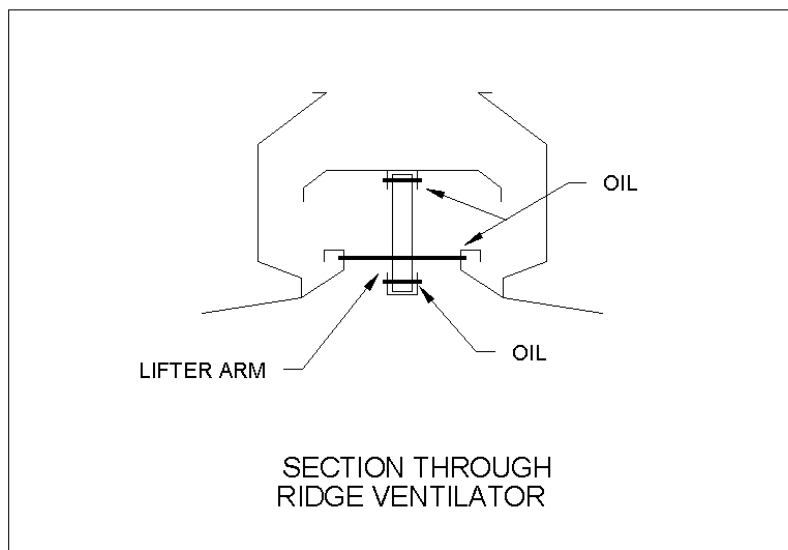 OIL
OIL
LIFTER ARM
SECTION THROUGH
RIDGE VENTILATOR